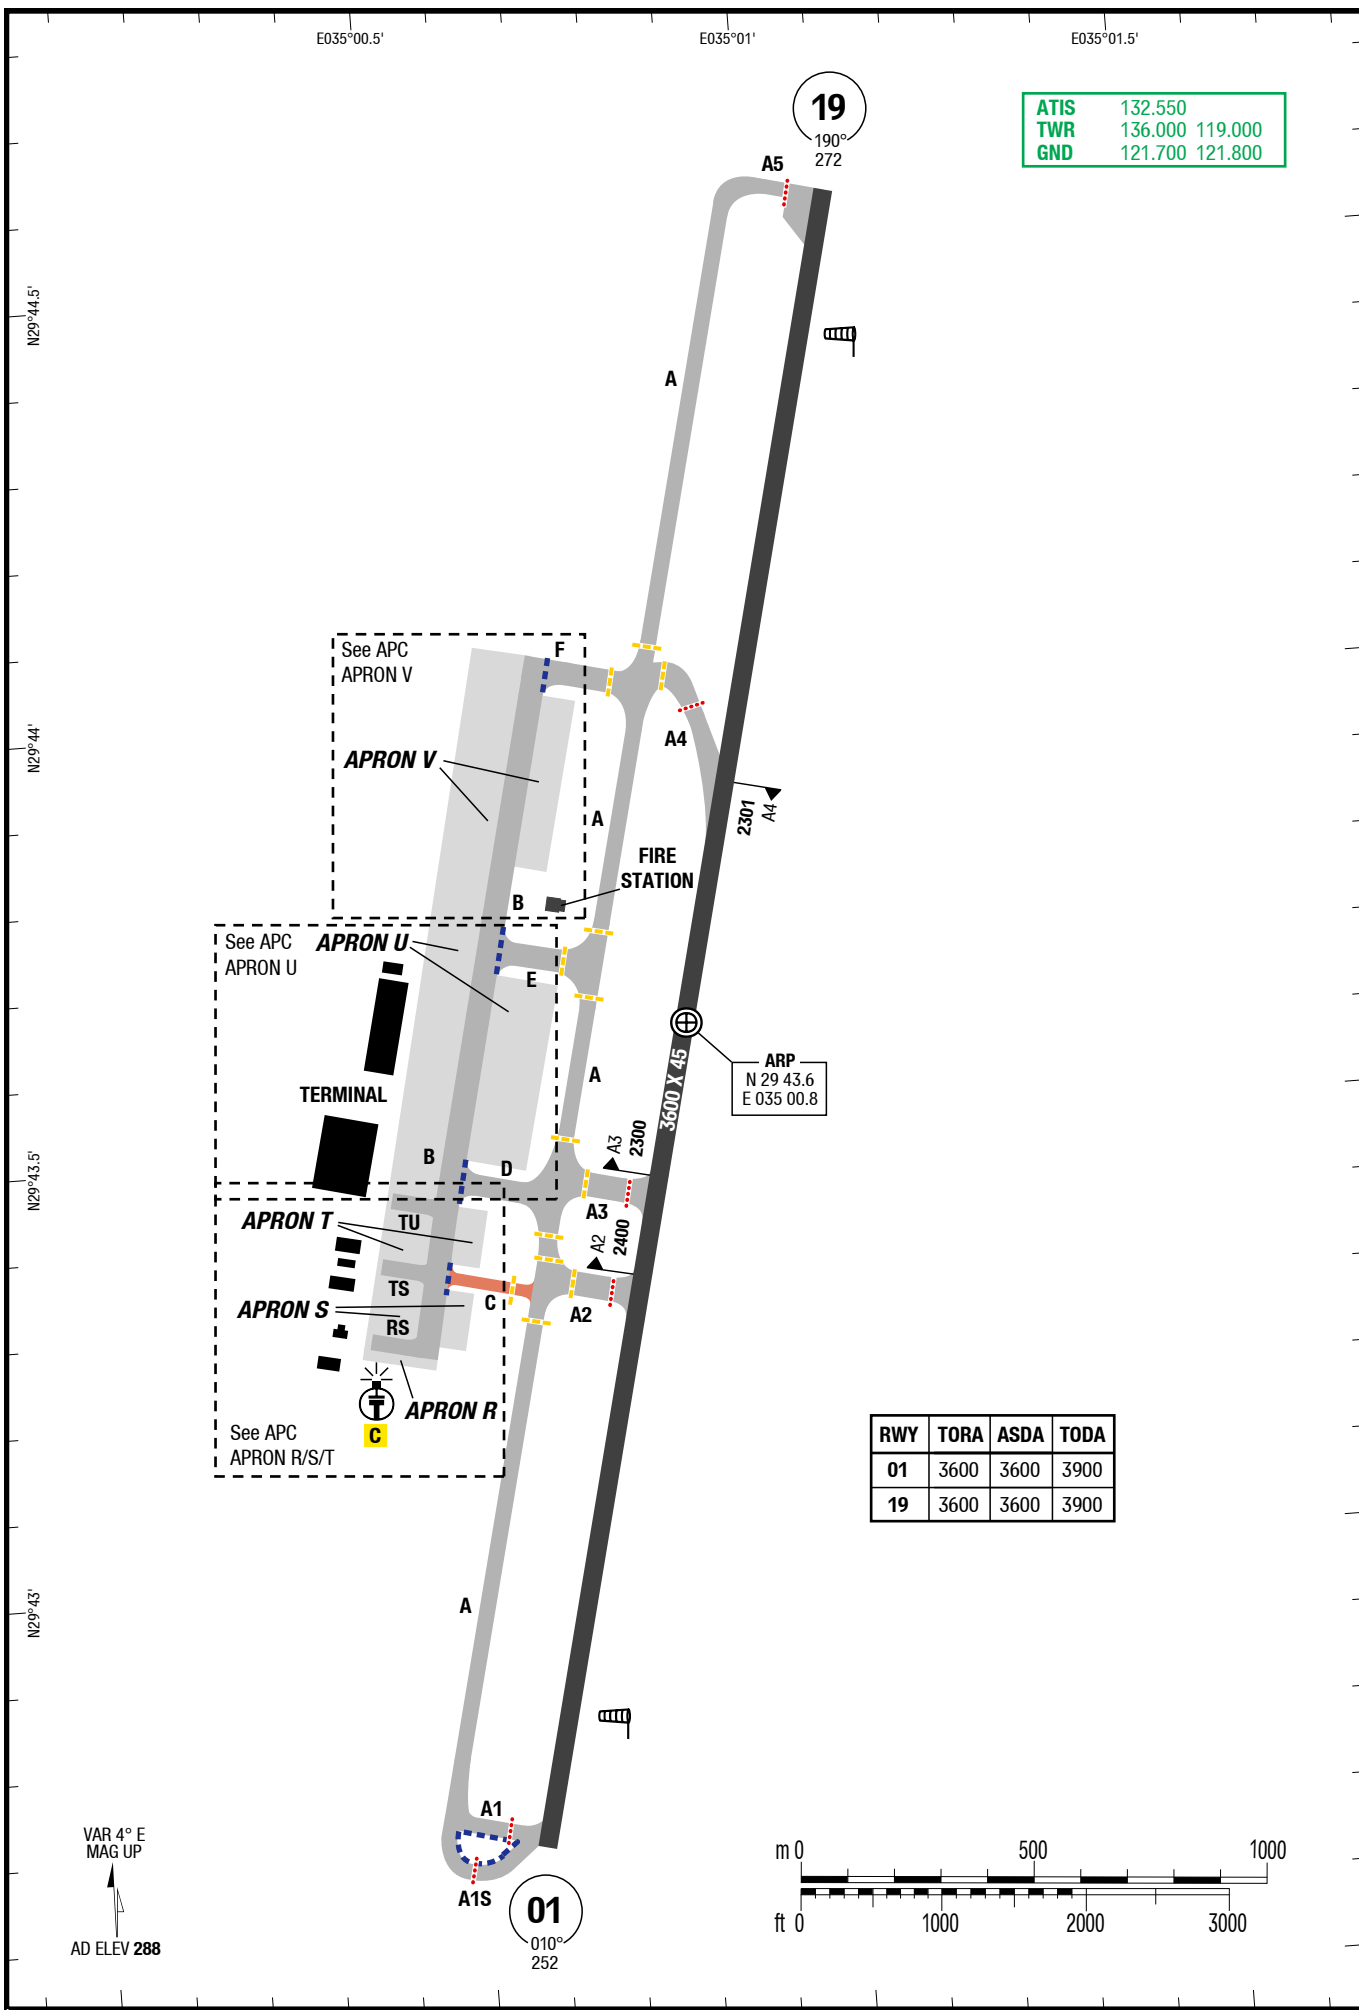 E035°00.5'
E035°01'
E035°01.5'
19
190°
272
ATIS 132.550
TWR 136.000 119.000
GND 121.700 121.800
A5
N29°44.5'
A
See APC
APRON V
F
A4
N29°44'
APRON V
2301
A4
A
FIRE
STATION
B
See APC
APRON U
APRON U
E
ARP
N 29 43.6
E 035 00.8
3600 X 45
A
TERMINAL
A3
2300
N29°43.5'
B
D
A3
APRON T
TU
A2
2400
TS
C
APRON S
RS
A2
APRON R
C
See APC
APRON R/S/T
RWY TORA ASDA TODA
01 3600 3600 3900
19 3600 3600 3900
N29°43'
A
A1
A1S
01
010°
252
VAR 4° E
MAG UP
AD ELEV 288
m 0 500 1000
ft 0 1000 2000 3000